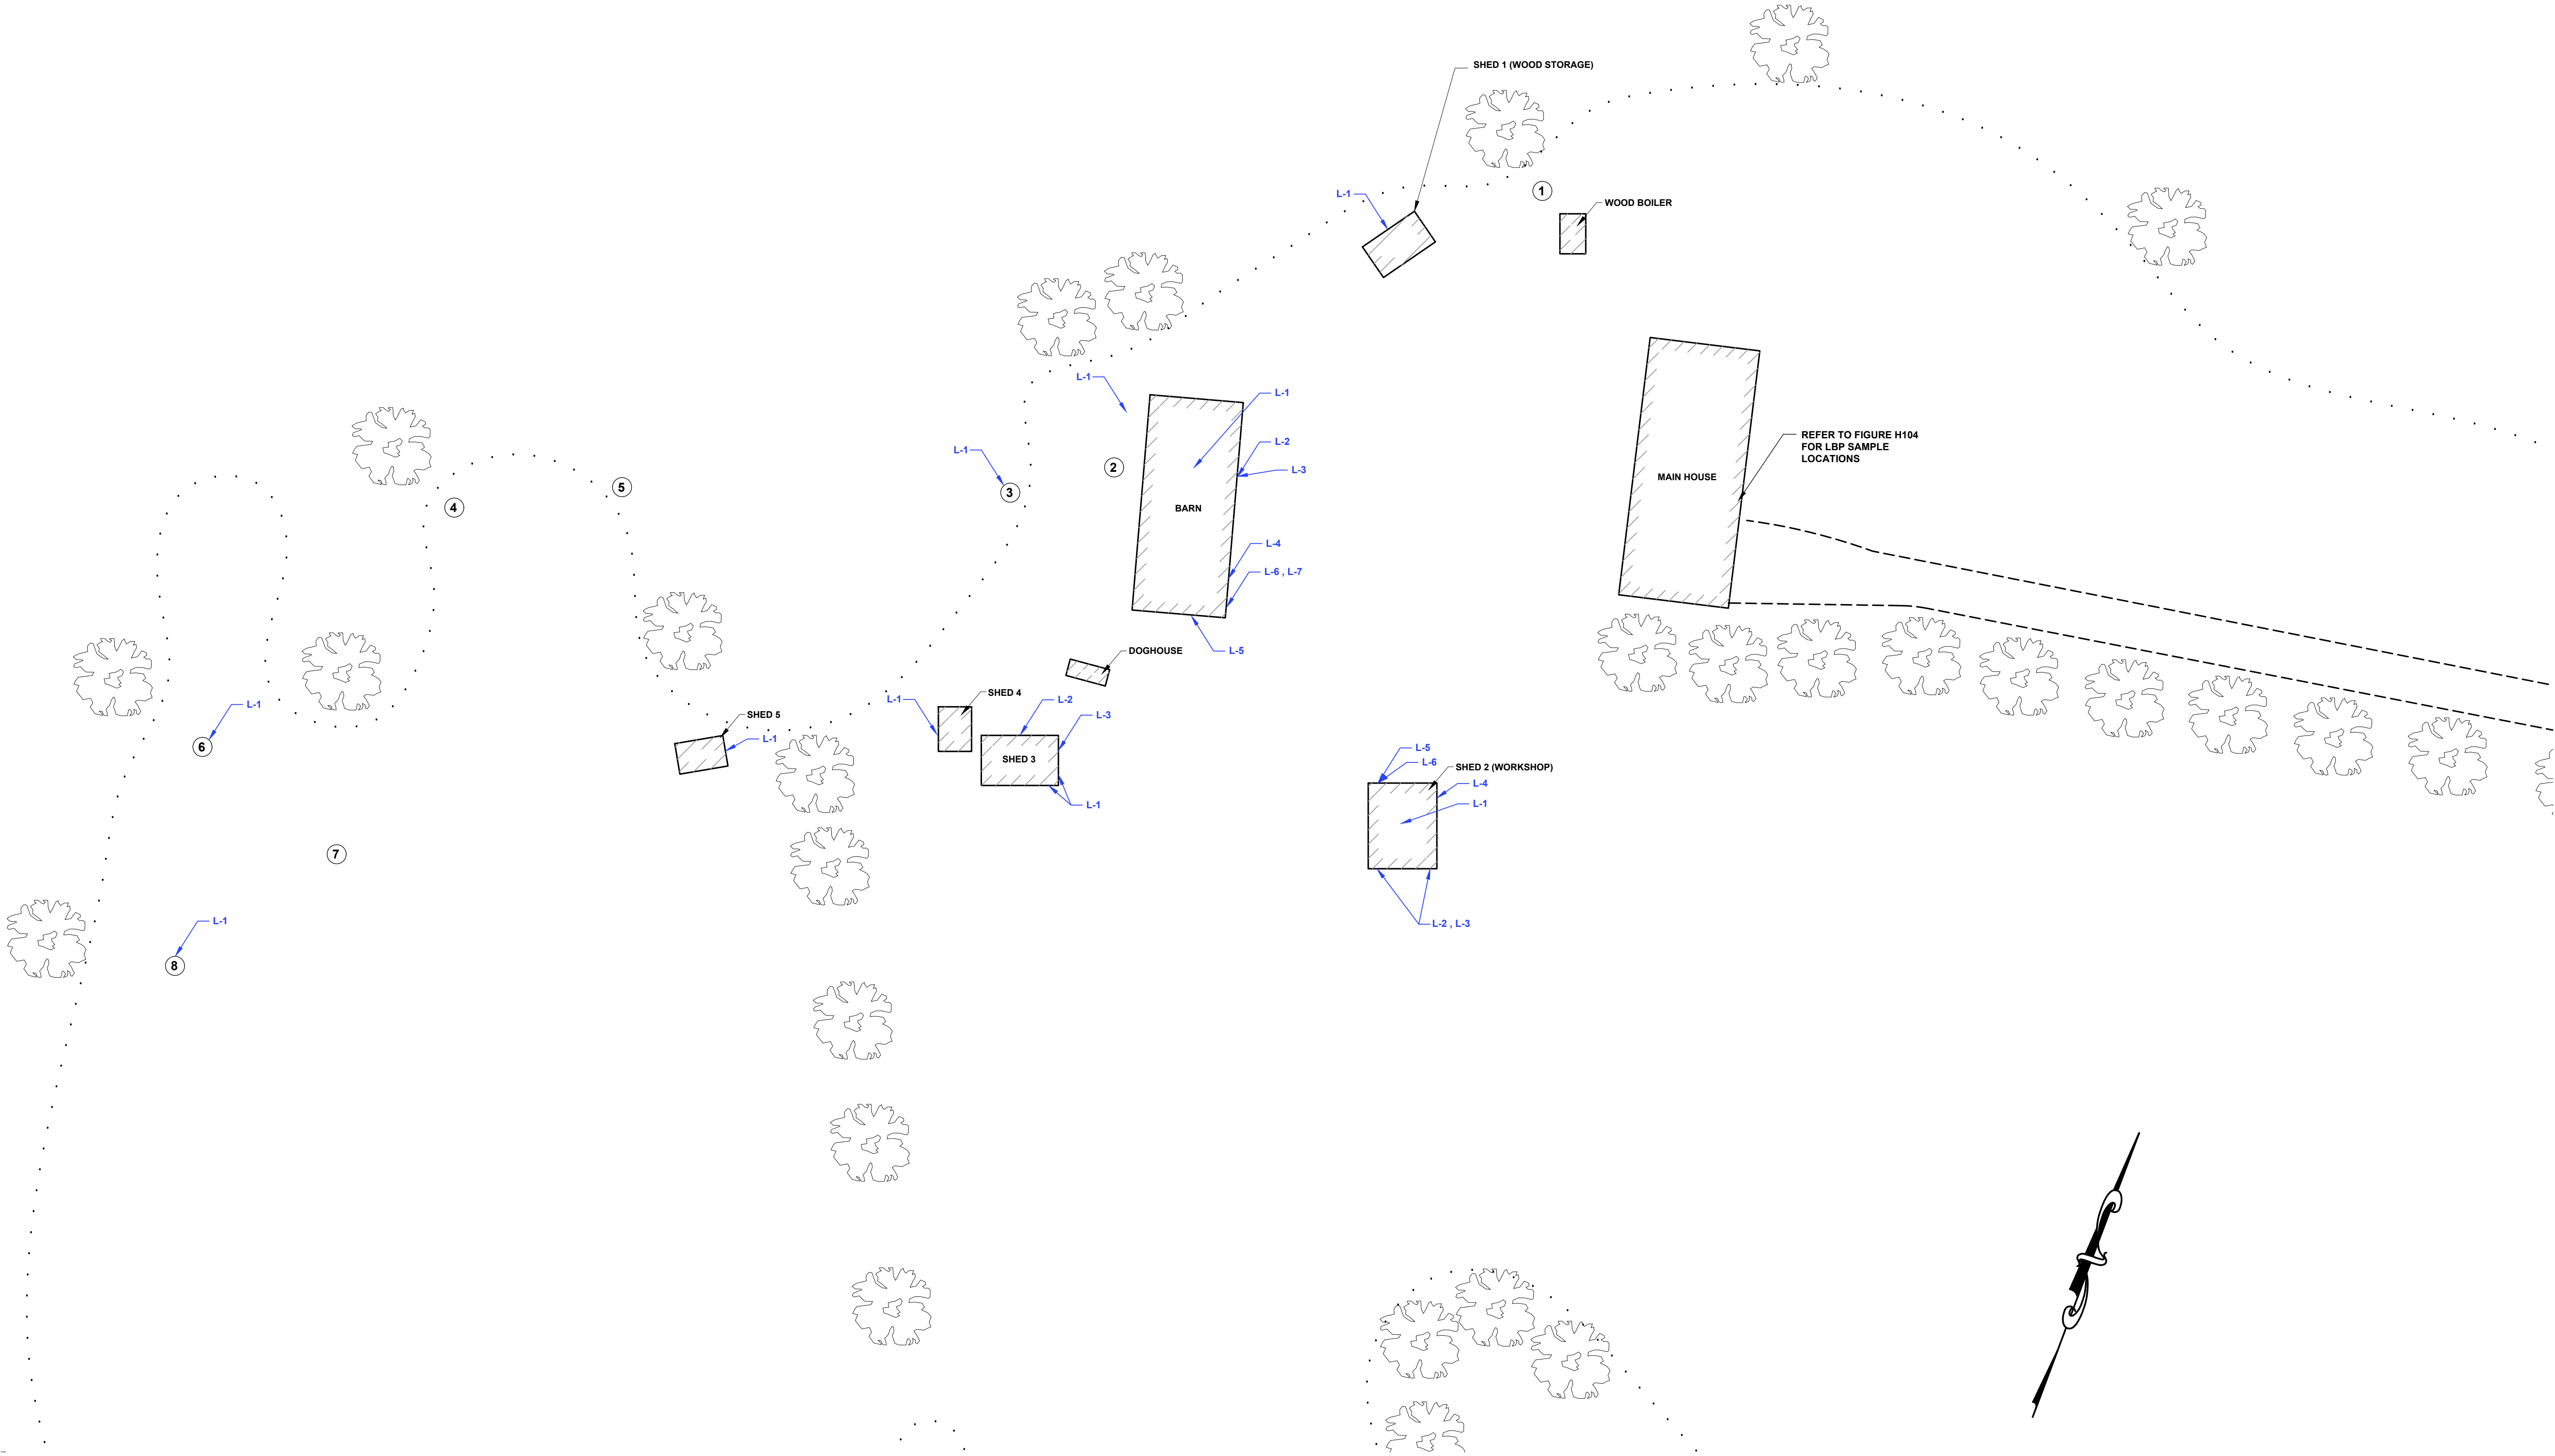 SHED 1 (WOOD STORAGE)
L-1
1
WOOD BOILER
L-1
L-1
L-2
L-1
L-3
2
3
BARN
L-4
L-6 , L-7
L-5
MAIN HOUSE
REFER TO FIGURE H104
FOR LBP SAMPLE
LOCATIONS
4
5
DOGHOUSE
SHED 4
L-1
L-2
L-3
SHED 3
L-1
SHED 5
L-1
L-1
6
7
L-1
8
L-5
L-6
SHED 2 (WORKSHOP)
L-4
L-1
L-2 , L-3